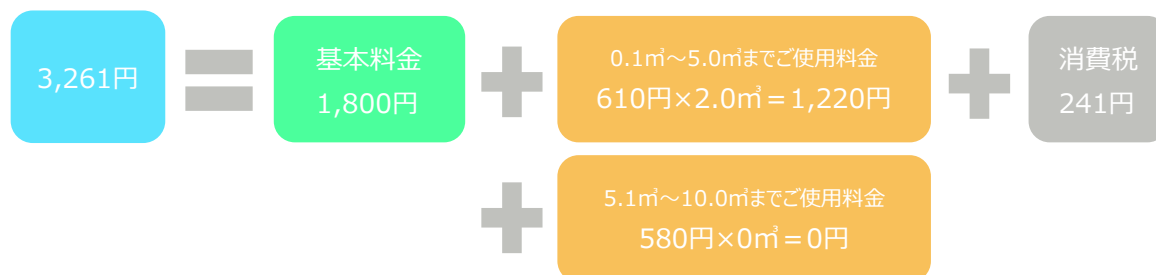 3,261円
基本料金
1,800円
0.1㎥～5.0㎥までご使用料金
610円×2.0㎥＝1,220円
消費税
241円
5.1㎥～10.0㎥までご使用料金
580円×0㎥＝0円